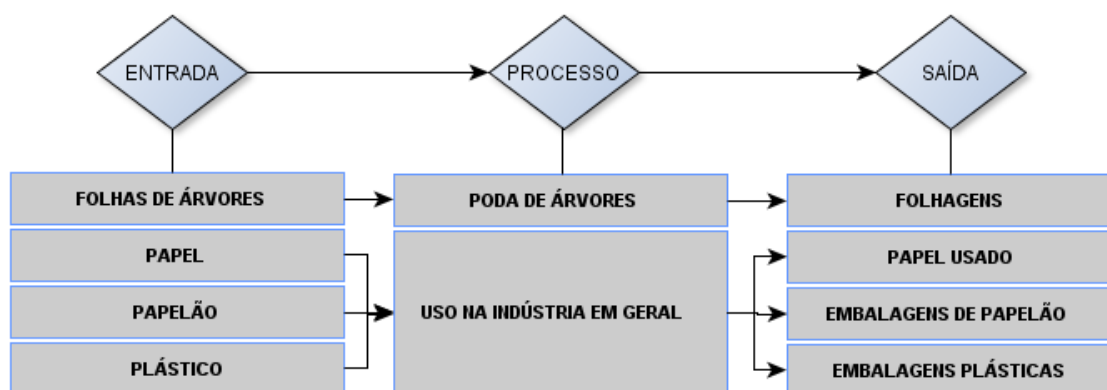 ENTRADA
PROCESSO
SAÍDA
FOLHAS DE ÁRVORES
PODA DE ÁRVORES
FOLHAGENS
PAPEL
PAPELÃO
PLÁSTICO
USO NA INDÚSTRIA EM GERAL
PAPEL USADO
EMBALAGENS DE PAPELÃO
EMBALAGENS PLÁSTICAS